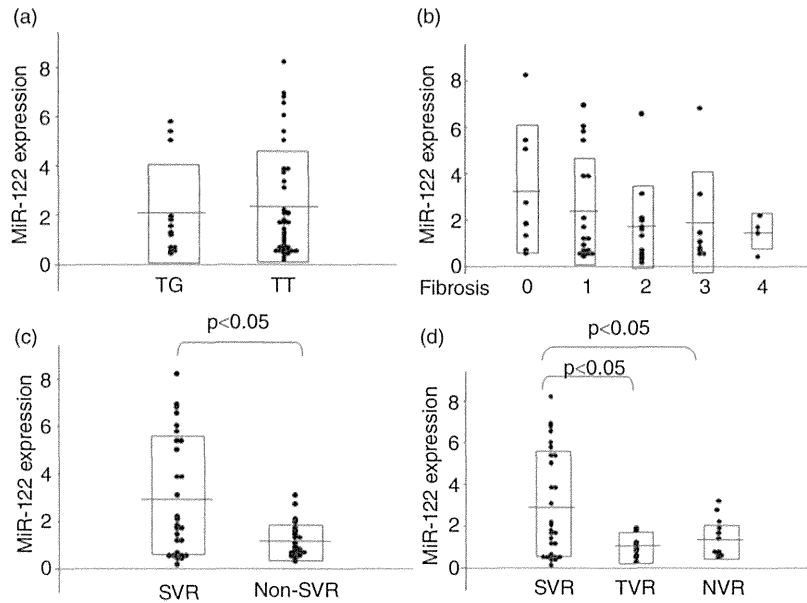 (a)
MiR-122 expression
8
6
4
2
0
TG TT
(b)
MiR-122 expression
8
6
4
2
0
Fibrosis 0 1 2 3 4
(c)
p<0.05
MiR-122 expression
8
6
4
2
0
SVR Non-SVR
(d)
p<0.05
p<0.05
MiR-122 expression
8
6
4
2
0
SVR TVR NVR